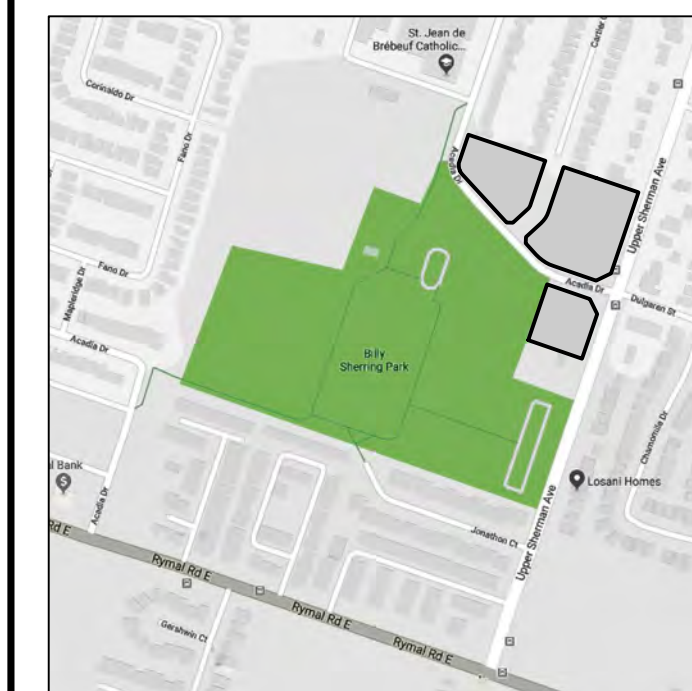 St. Jean de
Brébeuf Catholic...
Cartier C
Corinaldo Dr
Fano Dr
Acadia Dr
Upper Sherman Ave
Fano Dr
Mapleridge Dr
Acadia Dr
Dulgaren St
Acadia Dr
Billy
Sherring Park
Chamomile Dr
al Bank
Losani Homes
Acadia Dr
Jonathon Ct
Upper Sherman Ave
Rd E
Rymal Rd E
Rymal Rd E
Gershwin Ct
Rymal Rd E